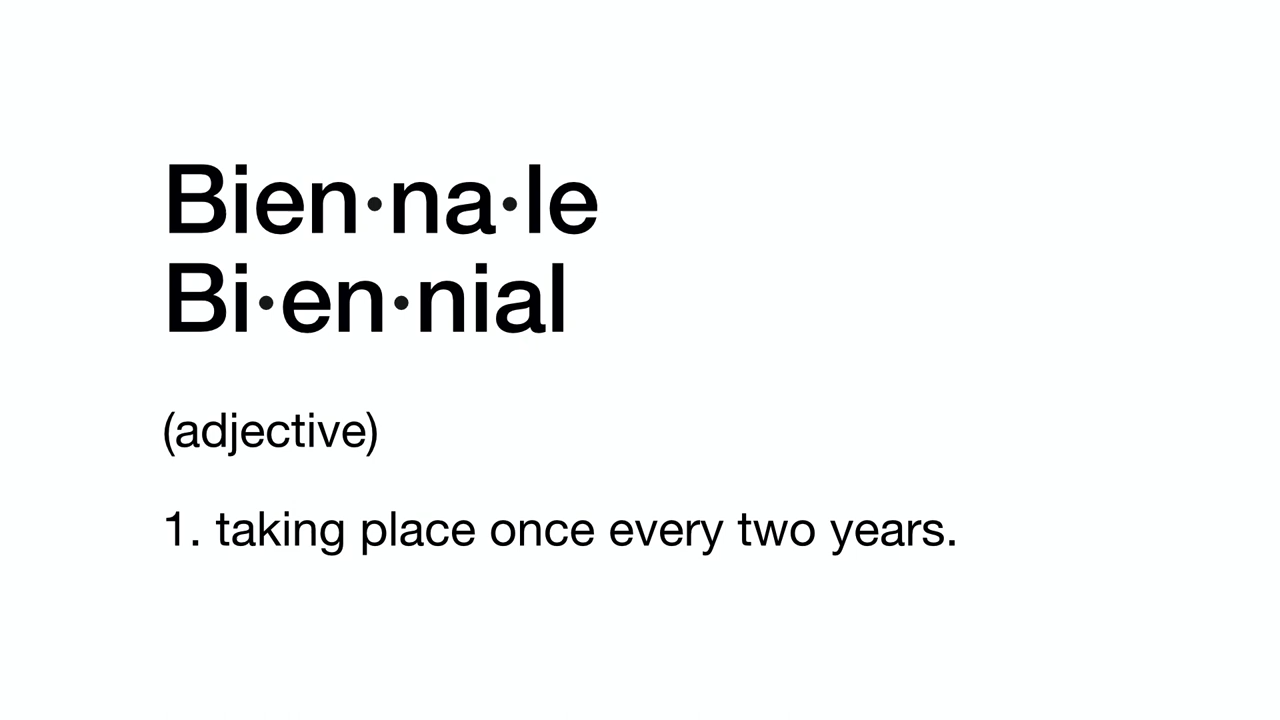 Bien·na·le
Bi·en·nial
(adjective)
1. taking place once every two years.